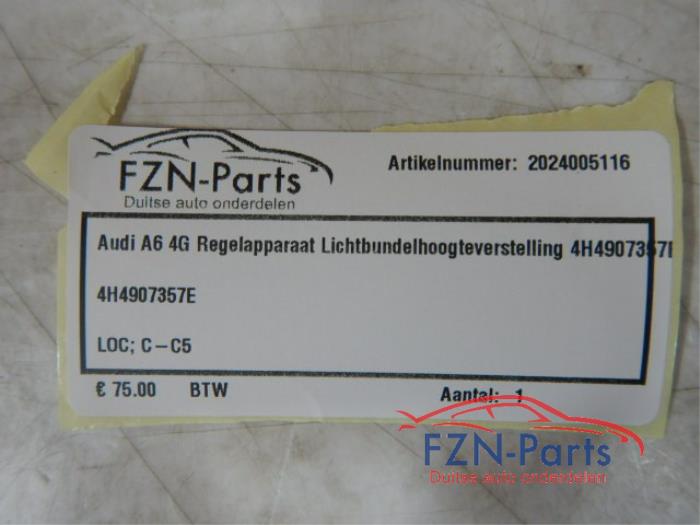 FZN-Parts
Duitse auto onderdelen
Artikelnummer: 2024005116
Audi A6 4G Regelapparaat Lichtbundelhoogteverstelling 4H4907357E
4H4907357E
LOC; C-C5
€ 75.00 BTW Aantal: 1
FZN-Parts
Duitse auto onderdelen